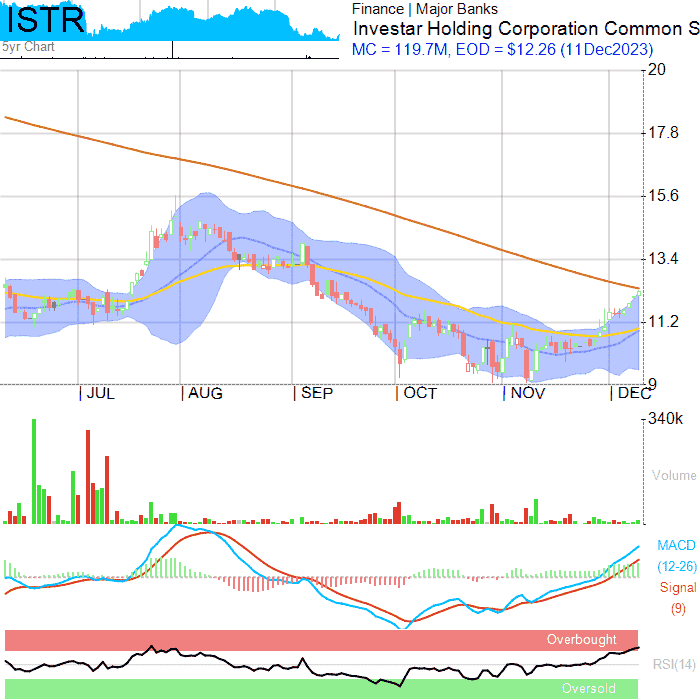 ISTR
5yr Chart
Finance | Major Banks
Investar Holding Corporation Common S
MC = 119.7M, EOD = $12.26 (11Dec2023)
20
17.8
15.6
13.4
11.2
9
JUL AUG SEP OCT NOV DEC
340k
Volume
MACD
(12-26)
Signal
(9)
Overbought
RSI(14)
Oversold